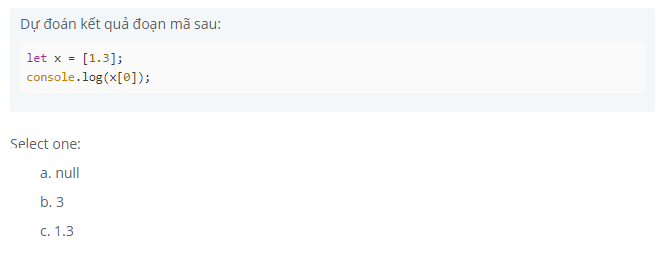 Dự đoán kết quả đoạn mã sau:
let x = [1.3];
console.log(x[0]);
Select one:
a. null
b. 3
c. 1.3